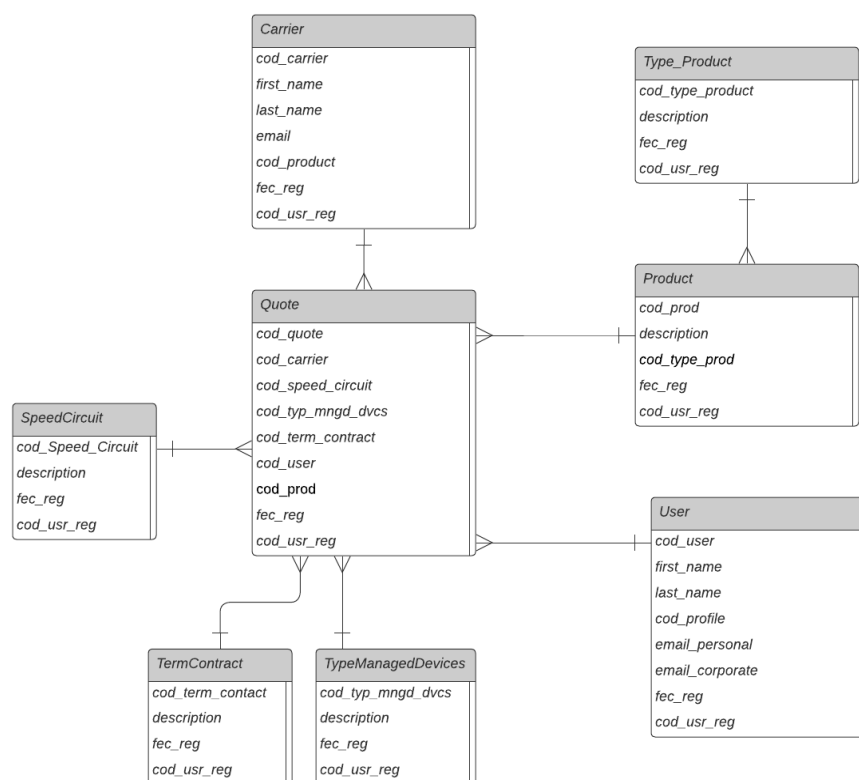 Carrier
cod_carrier
first_name
last_name
email
cod_product
fec_reg
cod_usr_reg
Type_Product
cod_type_product
description
fec_reg
cod_usr_reg
Quote
cod_quote
cod_carrier
cod_speed_circuit
cod_typ_mngd_dvcs
cod_term_contract
cod_user
cod_prod
fec_reg
cod_usr_reg
Product
cod_prod
description
cod_type_prod
fec_reg
cod_usr_reg
SpeedCircuit
cod_Speed_Circuit
description
fec_reg
cod_usr_reg
User
cod_user
first_name
last_name
cod_profile
email_personal
email_corporate
fec_reg
cod_usr_reg
TermContract
cod_term_contact
description
fec_reg
cod_usr_reg
TypeManagedDevices
cod_typ_mngd_dvcs
description
fec_reg
cod_usr_reg